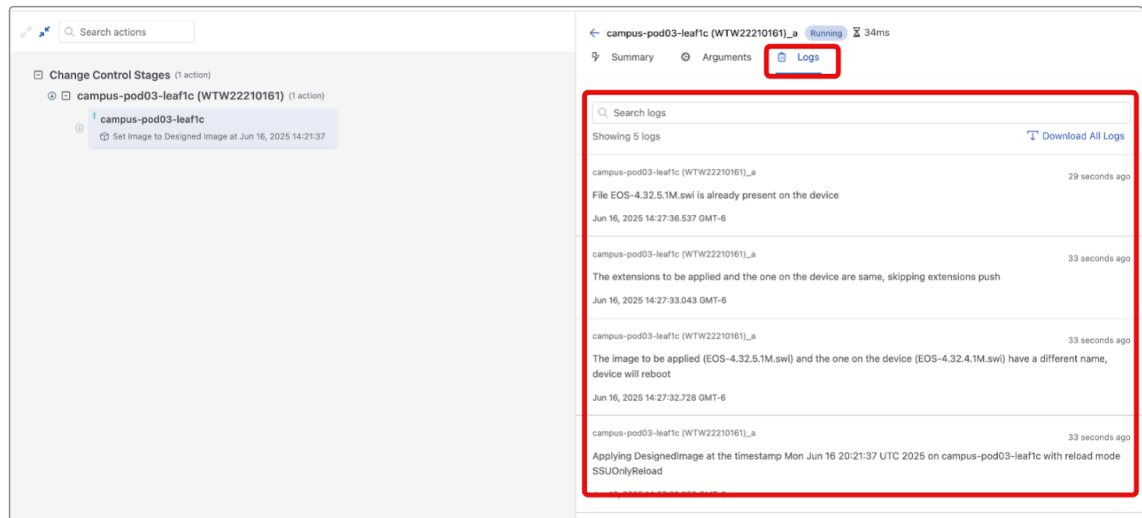 Search actions
Change Control Stages (1 action)
campus-pod03-leaf1c (WTW22210161) (1 action)
campus-pod03-leaf1c
Set Image to Designed Image at Jun 16, 2025 14:21:37
campus-pod03-leaf1c (WTW22210161)_a Running 34ms
Summary Arguments Logs
Search logs
Showing 5 logs Download All Logs
campus-pod03-leaf1c (WTW22210161)_a 29 seconds ago
File EOS-4.32.5.1M.swi is already present on the device
Jun 16, 2025 14:27:36.537 GMT-6
campus-pod03-leaf1c (WTW22210161)_a 33 seconds ago
The extensions to be applied and the one on the device are same, skipping extensions push
Jun 16, 2025 14:27:33.043 GMT-6
campus-pod03-leaf1c (WTW22210161)_a 33 seconds ago
The image to be applied (EOS-4.32.5.1M.swi) and the one on the device (EOS-4.32.4.1M.swi) have a different name,
device will reboot
Jun 16, 2025 14:27:32.728 GMT-6
campus-pod03-leaf1c (WTW22210161)_a 33 seconds ago
Applying DesignedImage at the timestamp Mon Jun 16 20:21:37 UTC 2025 on campus-pod03-leaf1c with reload mode
SSUOnlyReload